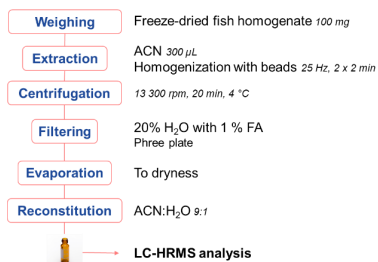 Weighing Freeze-dried fish homogenate 100 mg
Extraction ACN 300 µL
Homogenization with beads 25 Hz, 2 x 2 min
Centrifugation 13 300 rpm, 20 min, 4 °C
Filtering 20% H₂O with 1 % FA
Phree plate
Evaporation To dryness
Reconstitution ACN:H₂O 9:1
LC-HRMS analysis